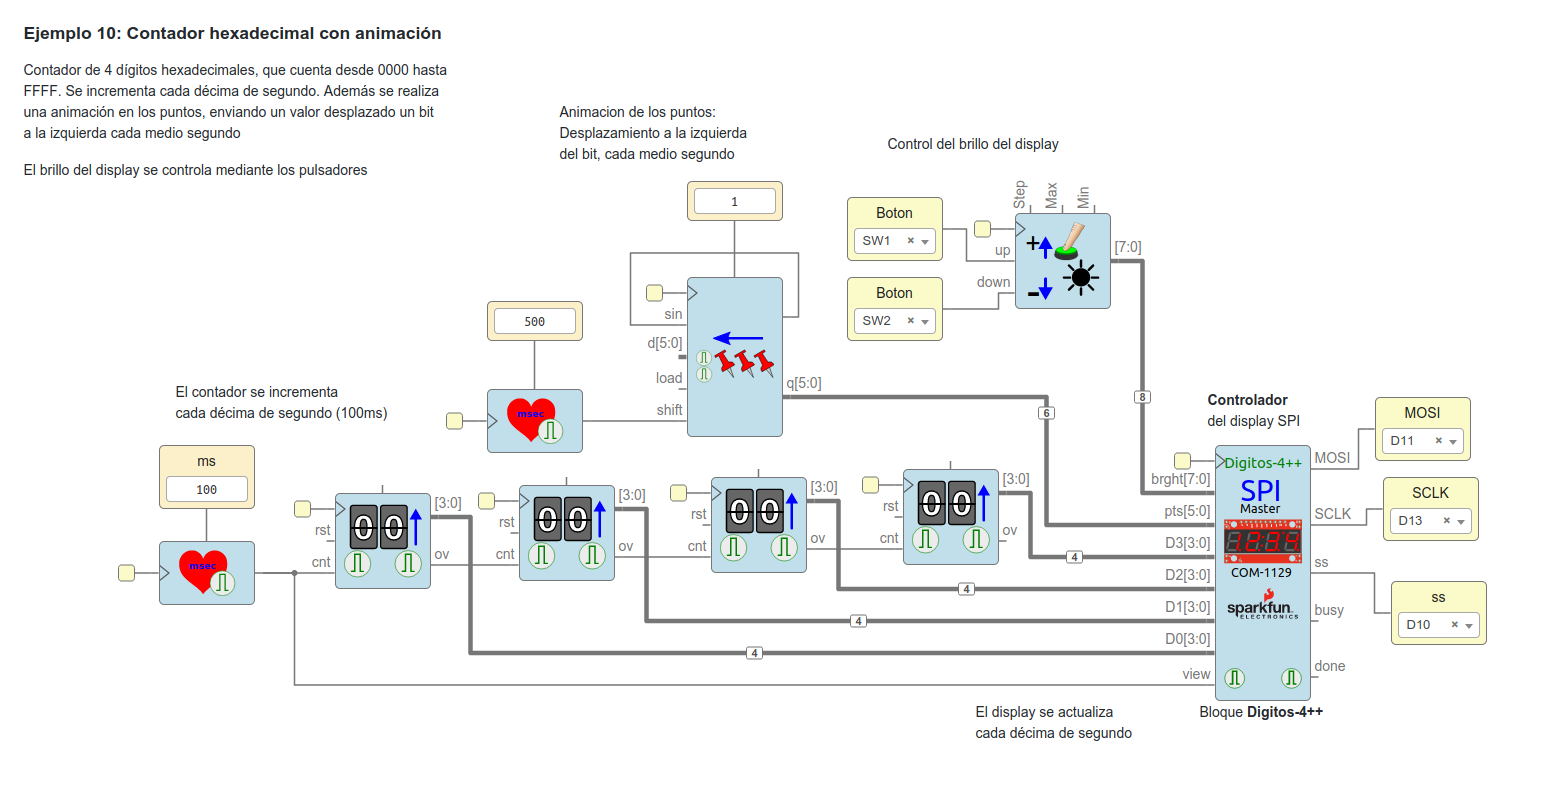 Ejemplo 10: Contador hexadecimal con animación
Contador de 4 dígitos hexadecimales, que cuenta desde 0000 hasta
FFFF. Se incrementa cada décima de segundo. Además se realiza
una animación en los puntos, enviando un valor desplazado un bit
a la izquierda cada medio segundo
El brillo del display se controla mediante los pulsadores
Animacion de los puntos:
Desplazamiento a la izquierda
del bit, cada medio segundo
1
sin
d[5:0]
load
shift
q[5:0]
500
msec
Control del brillo del display
Boton
SW1 ×
Boton
SW2 ×
Step
Max
Min
up
down
+
-
[7:0]
8
6
El contador se incrementa
cada décima de segundo (100ms)
ms
100
msec
rst
cnt
00
[3:0]
ov
rst
cnt
00
[3:0]
ov
rst
cnt
00
[3:0]
ov
rst
cnt
00
[3:0]
ov
4
4
4
4
Controlador
del display SPI
Digitos-4++
SPI
Master
COM-1129
sparkfun
ELECTRONICS
brght[7:0]
pts[5:0]
D3[3:0]
D2[3:0]
D1[3:0]
D0[3:0]
view
MOSI
SCLK
ss
busy
done
MOSI
D11 ×
SCLK
D13 ×
ss
D10 ×
Bloque Digitos-4++
El display se actualiza
cada décima de segundo